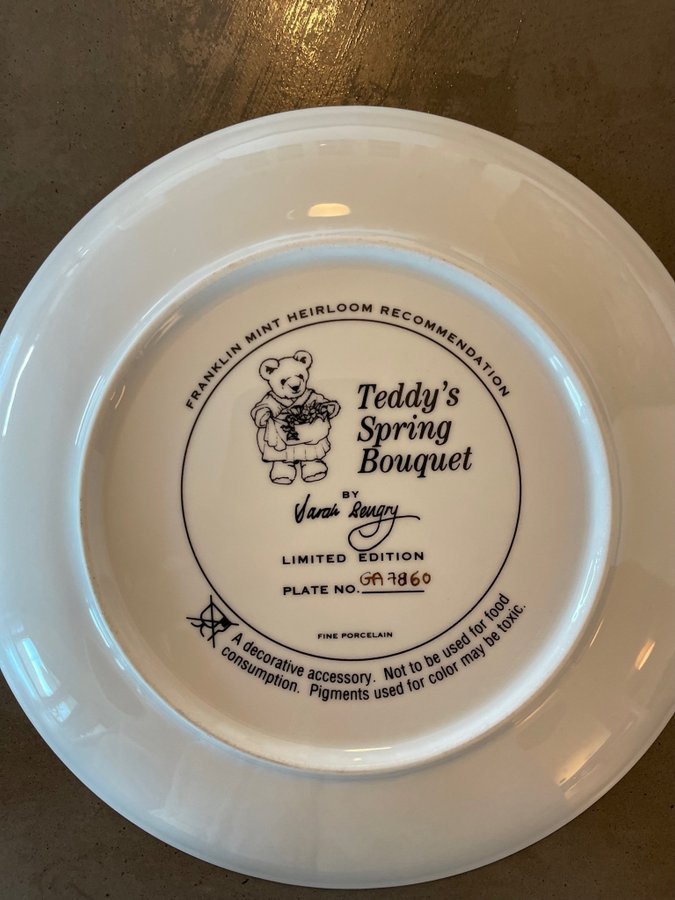 FRANKLIN MINT HEIRLOOM RECOMMENDATION
Teddy's
Spring
Bouquet
BY
Sarah Bengry
LIMITED EDITION
PLATE NO. GA7860
FINE PORCELAIN
A decorative accessory. Not to be used for food
consumption. Pigments used for color may be toxic.